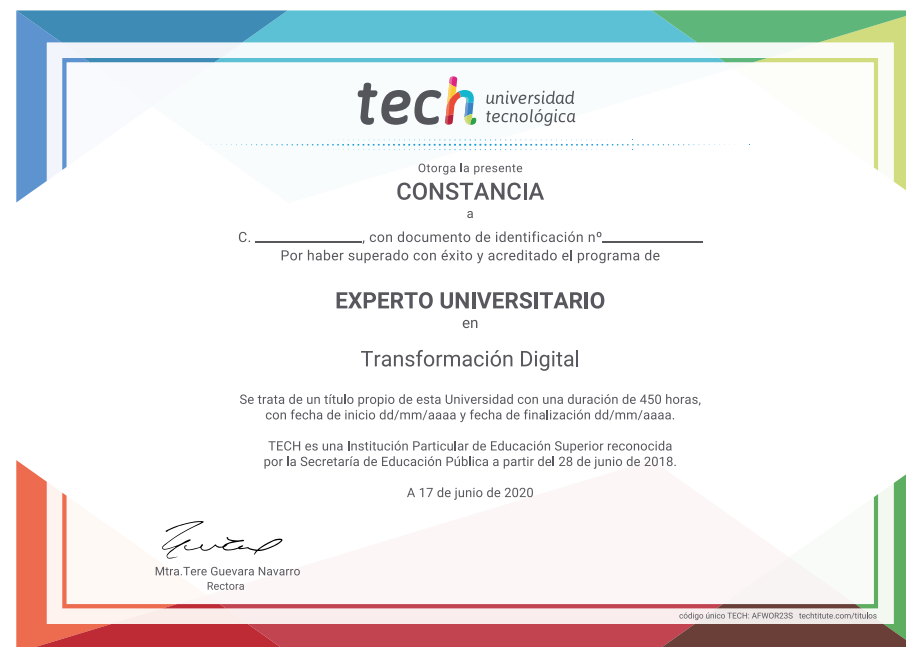 tech universidad
tecnológica
Otorga la presente
CONSTANCIA
a
C. ____________, con documento de identificación nº____________
Por haber superado con éxito y acreditado el programa de
EXPERTO UNIVERSITARIO
en
Transformación Digital
Se trata de un título propio de esta Universidad con una duración de 450 horas,
con fecha de inicio dd/mm/aaaa y fecha de finalización dd/mm/aaaa.
TECH es una Institución Particular de Educación Superior reconocida
por la Secretaría de Educación Pública a partir del 28 de junio de 2018.
A 17 de junio de 2020
Mtra.Tere Guevara Navarro
Rectora
código único TECH: AFWOR23S techtitute.com/titulos